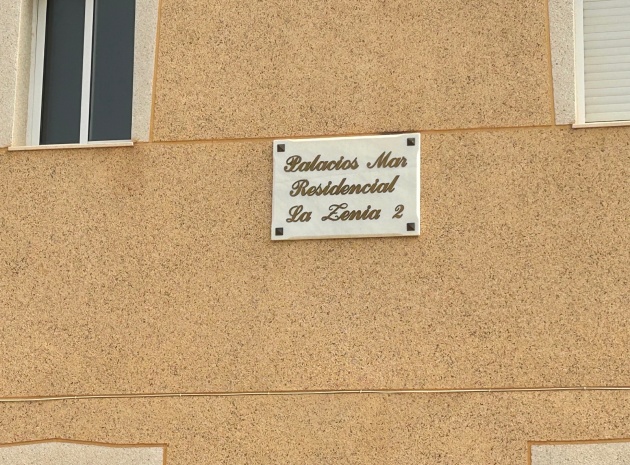 Palacios Mar
Residencial
La Zenia 2